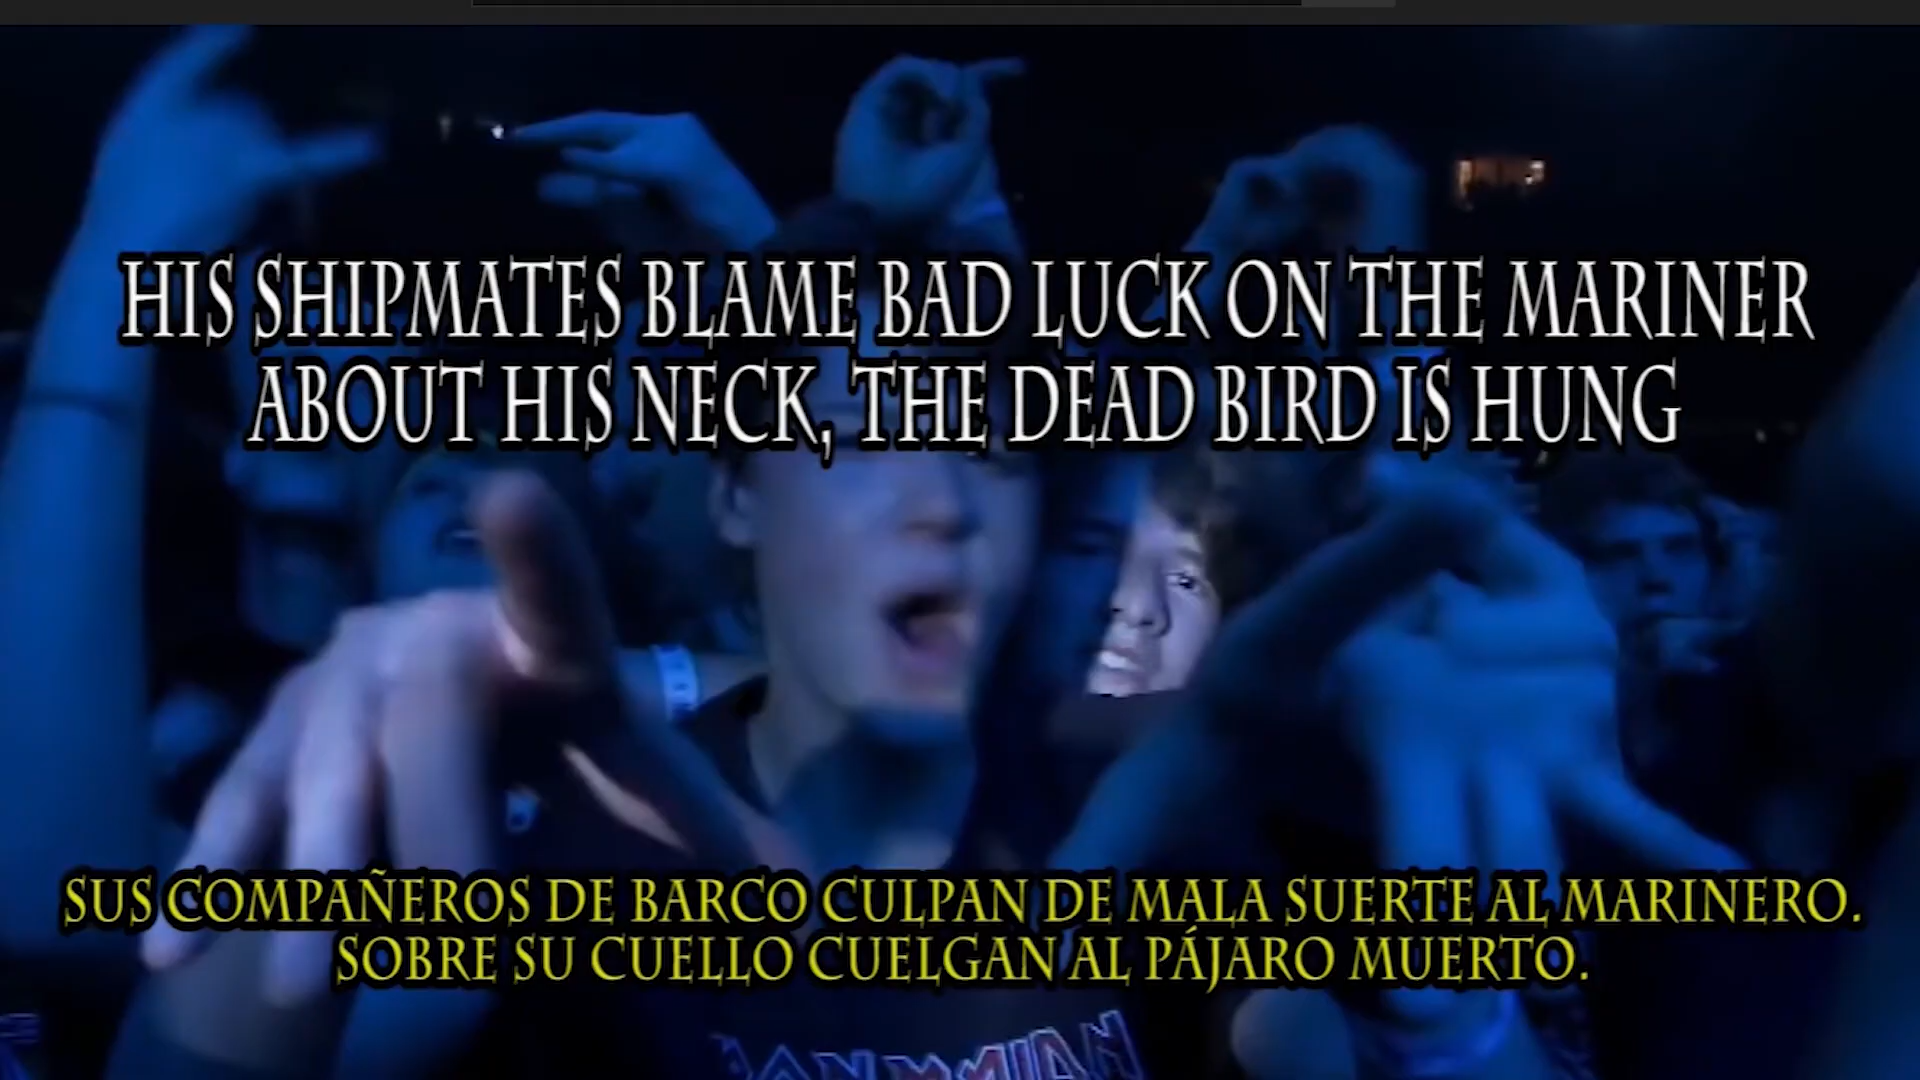 HIS SHIPMATES BLAME BAD LUCK ON THE MARINER
ABOUT HIS NECK, THE DEAD BIRD IS HUNG
SUS COMPAÑEROS DE BARCO CULPAN DE MALA SUERTE AL MARINERO.
SOBRE SU CUELLO CUELGAN AL PÁJARO MUERTO.